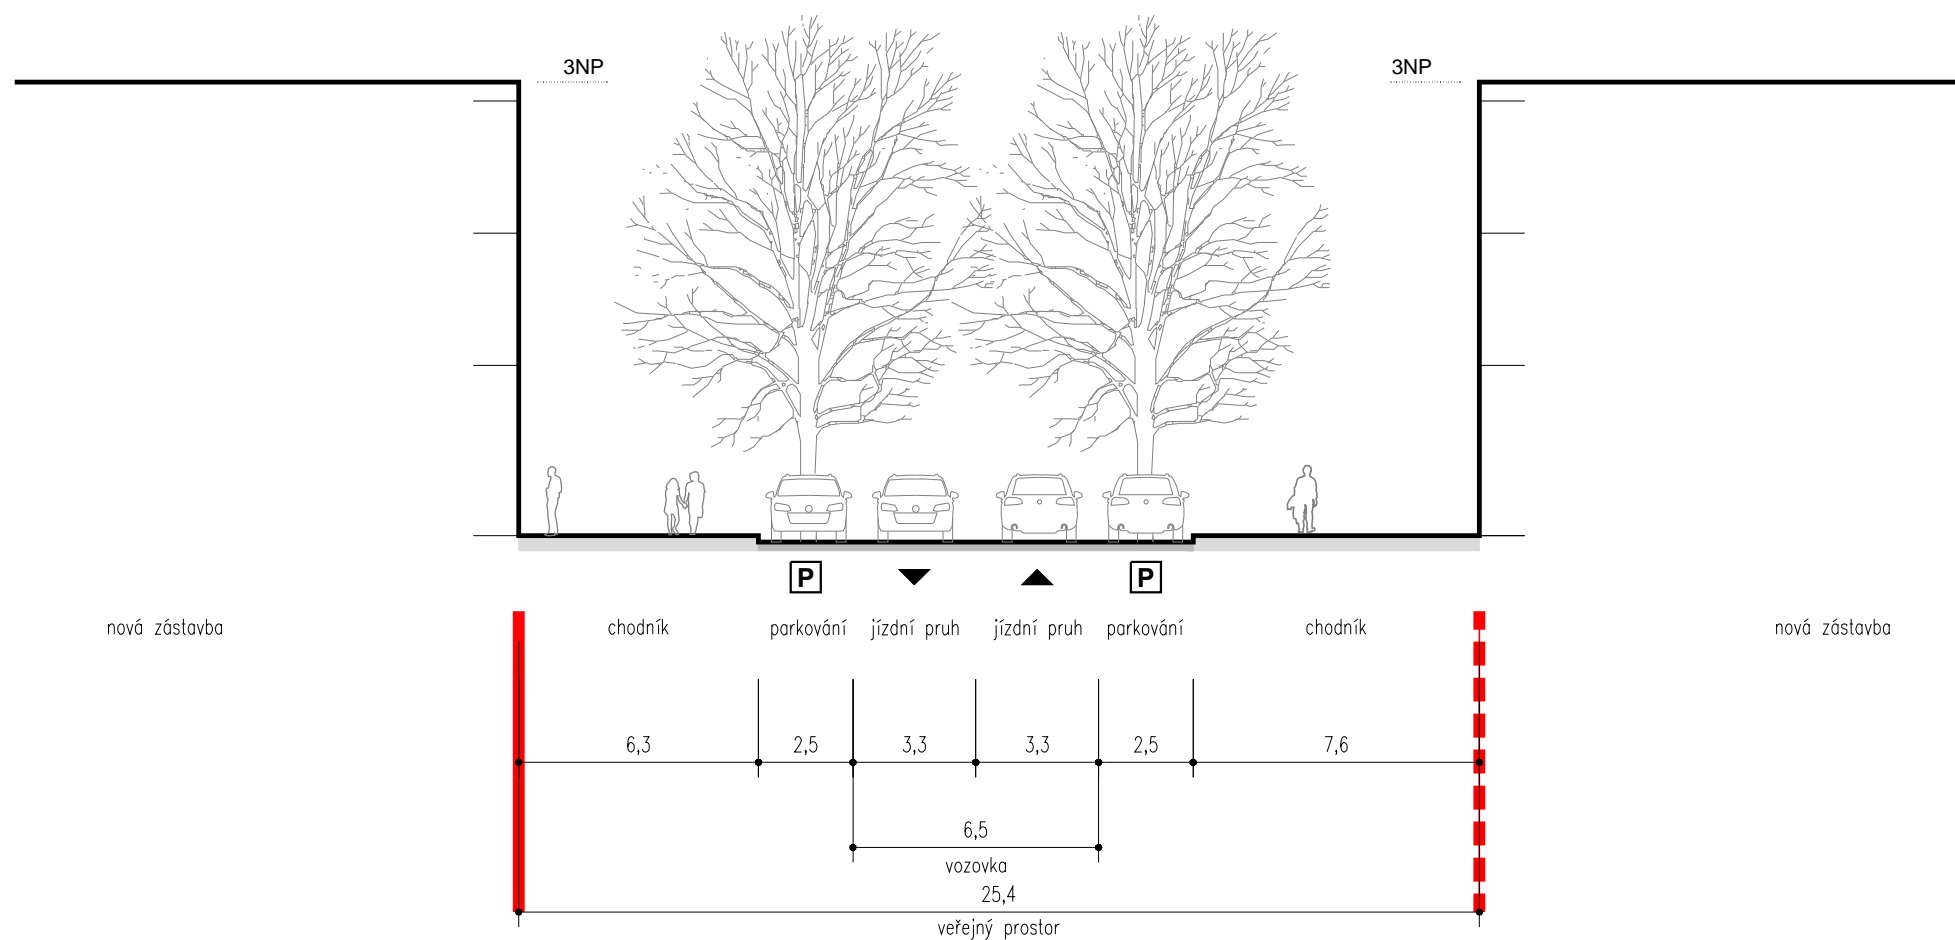 3NP 3NP
P P
nová zástavba chodník parkování jízdní pruh jízdní pruh parkování chodník nová zástavba
6,3 2,5 3,3 3,3 2,5 7,6
6,5
vozovka
25,4
veřejný prostor